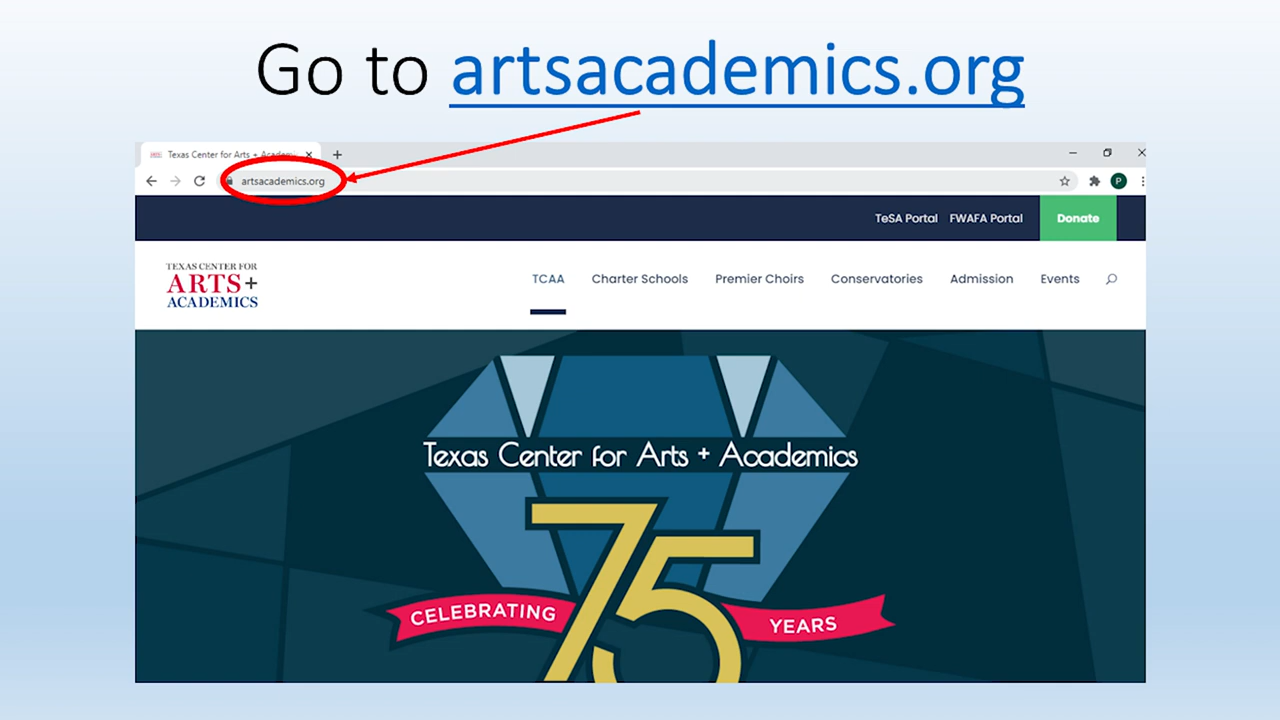 Go to artsacademics.org
Texas Center for Arts + Academ
artsacademics.org
P
TeSA Portal FWAFA Portal Donate
TEXAS CENTER FOR
ARTS+
ACADEMICS
TCAA Charter Schools Premier Choirs Conservatories Admission Events
Texas Center for Arts + Academics
75
CELEBRATING
YEARS